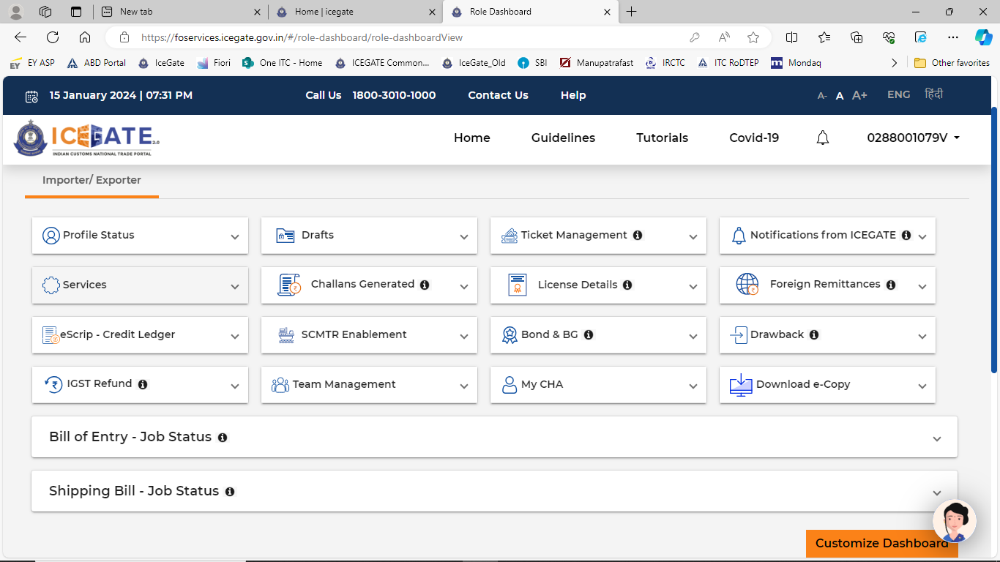 New tab
Home | icegate
Role Dashboard
https://foservices.icegate.gov.in/#/role-dashboard/role-dashboardView
EY
EY ASP
ABD Portal
IceGate
Fiori
One ITC - Home
ICEGATE Common...
IceGate_Old
SBI
Manupatrafast
IRCTC
ITC RoDTEP
Mondaq
Other favorites
15 January 2024 | 07:31 PM
Call Us 1800-3010-1000
Contact Us
Help
A- A A+
ENG हिंदी
ICEGATE 2.0
INDIAN CUSTOMS NATIONAL TRADE PORTAL
Home
Guidelines
Tutorials
Covid-19
0288001079V
Importer/ Exporter
Profile Status
Drafts
Ticket Management
Notifications from ICEGATE
Services
Challans Generated
License Details
Foreign Remittances
eScrip - Credit Ledger
SCMTR Enablement
Bond & BG
Drawback
IGST Refund
Team Management
My CHA
Download e-Copy
Bill of Entry - Job Status
Shipping Bill - Job Status
Customize Dashboard